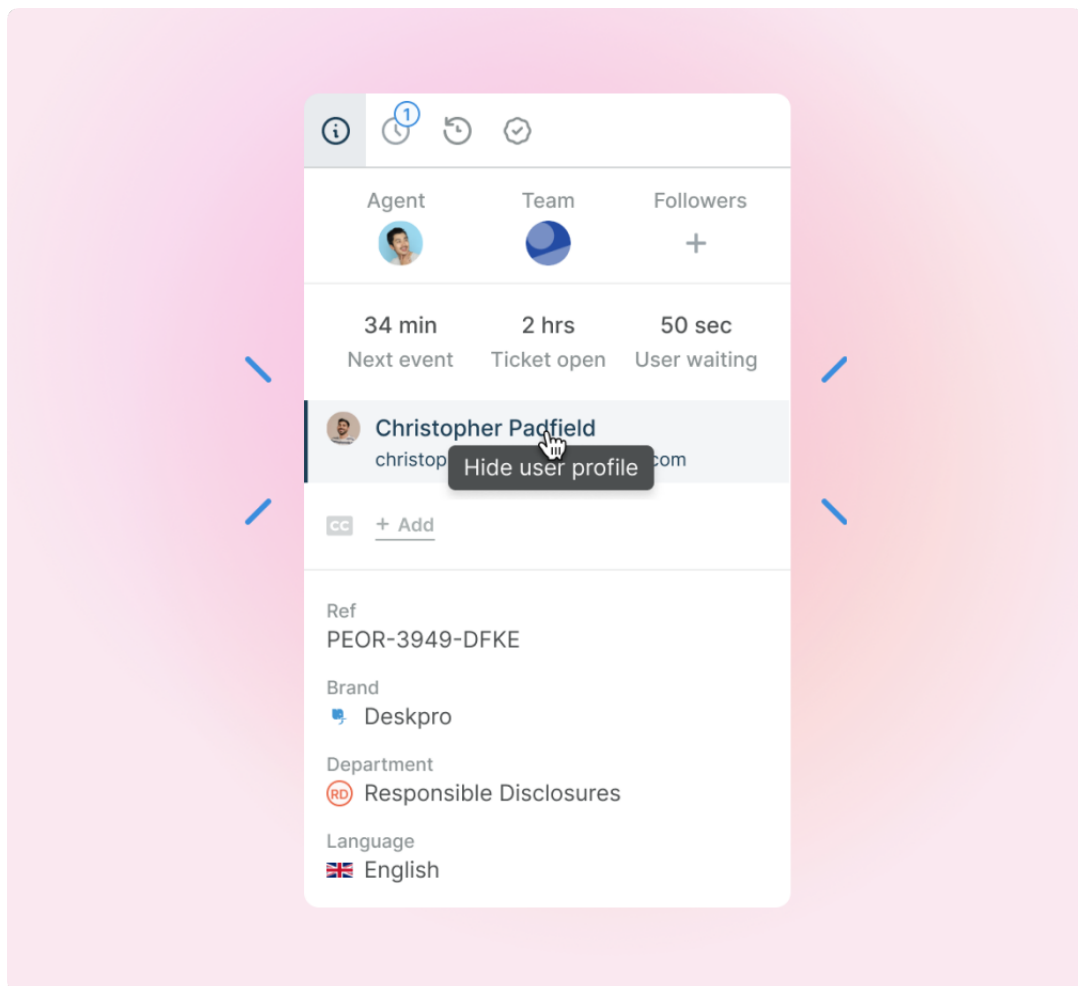 1
Agent Team Followers
+
34 min 2 hrs 50 sec
Next event Ticket open User waiting
Christopher Padfield
christop com
Hide user profile
CC + Add
Ref
PEOR-3949-DFKE
Brand
Deskpro
Department
RD Responsible Disclosures
Language
English